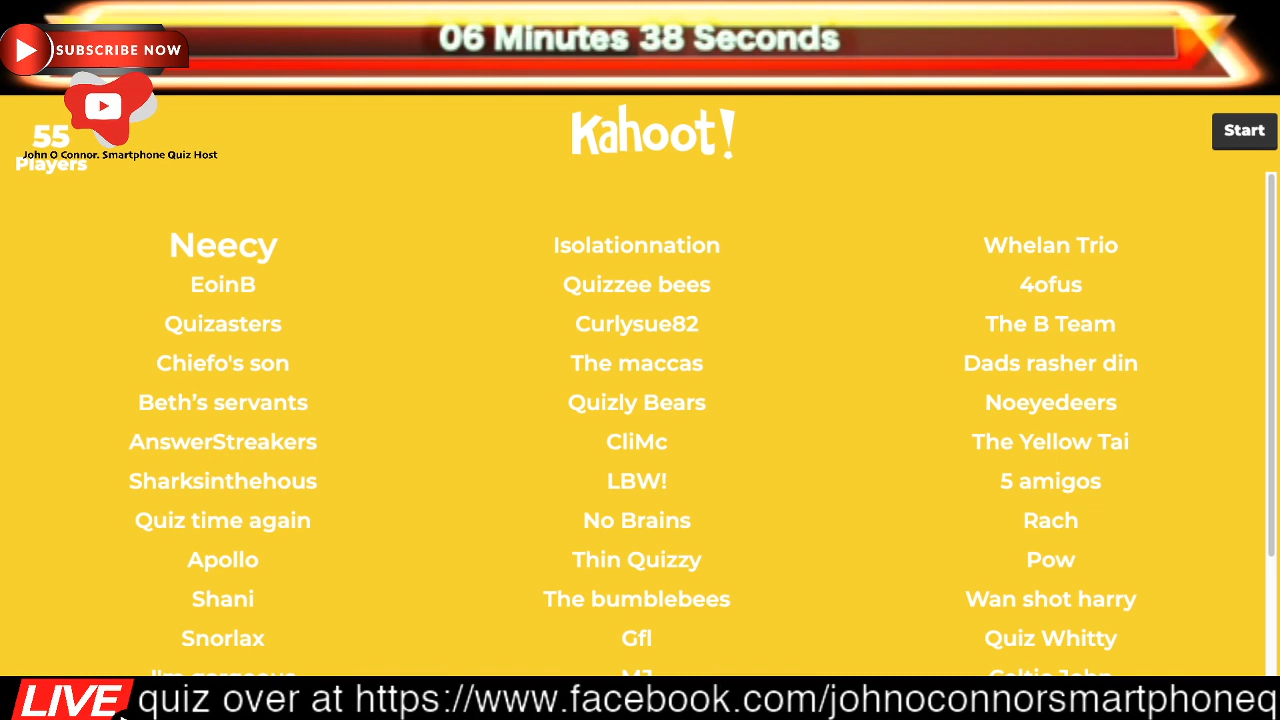 06 Minutes 38 Seconds
SUBSCRIBE NOW
55
Players
John O Connor. Smartphone Quiz Host
Kahoot!
Start
Neecy Isolationnation Whelan Trio
EoinB Quizzee bees 4ofus
Quizasters Curlysue82 The B Team
Chiefo's son The maccas Dads rasher din
Beth’s servants Quizly Bears Noeyedeers
AnswerStreakers CliMc The Yellow Tai
Sharksinthehous LBW! 5 amigos
Quiz time again No Brains Rach
Apollo Thin Quizzy Pow
Shani The bumblebees Wan shot harry
Snorlax Gfl Quiz Whitty
I'm gorgeous MJ Celtic John
LIVE quiz over at https://www.facebook.com/johnoconnorsmartphoneq